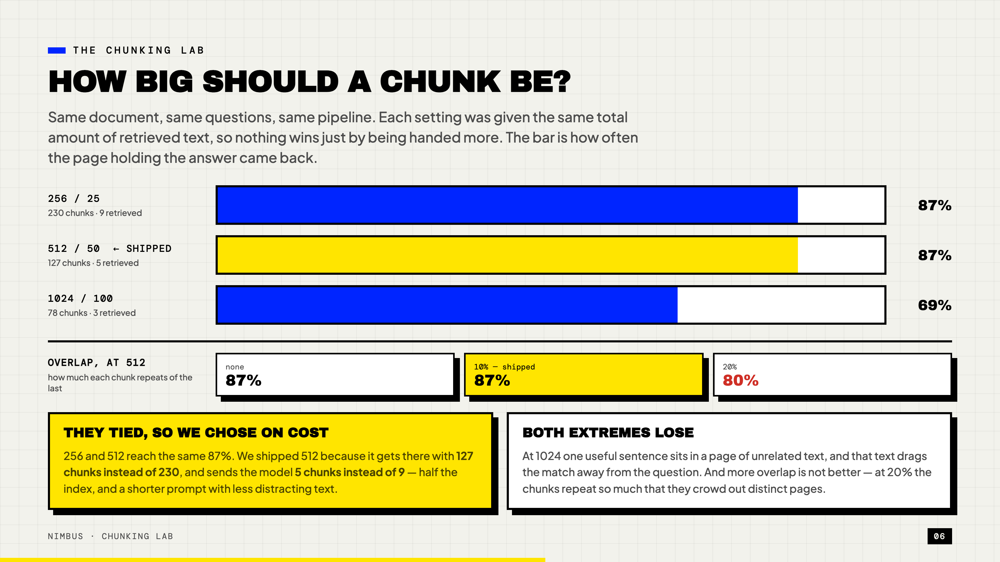 THE CHUNKING LAB
HOW BIG SHOULD A CHUNK BE?
Same document, same questions, same pipeline. Each setting was given the same total
amount of retrieved text, so nothing wins just by being handed more. The bar is how often
the page holding the answer came back.
256 / 25
230 chunks · 9 retrieved
87%
512 / 50 ← SHIPPED
127 chunks · 5 retrieved
87%
1024 / 100
78 chunks · 3 retrieved
69%
OVERLAP, AT 512
how much each chunk repeats of the
last
none
87%
10% — shipped
87%
20%
80%
THEY TIED, SO WE CHOSE ON COST
256 and 512 reach the same 87%. We shipped 512 because it gets there with 127
chunks instead of 230, and sends the model 5 chunks instead of 9 — half the
index, and a shorter prompt with less distracting text.
BOTH EXTREMES LOSE
At 1024 one useful sentence sits in a page of unrelated text, and that text drags
the match away from the question. And more overlap is not better — at 20% the
chunks repeat so much that they crowd out distinct pages.
NIMBUS · CHUNKING LAB
06